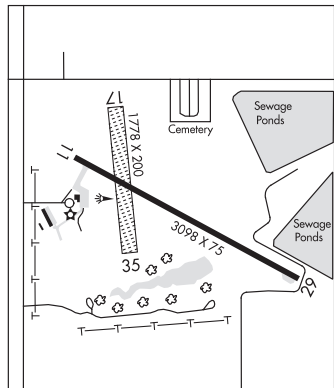 17
1778 X 200
Cemetery
Sewage
Ponds
11
3098 X 75
Sewage
Ponds
35
29